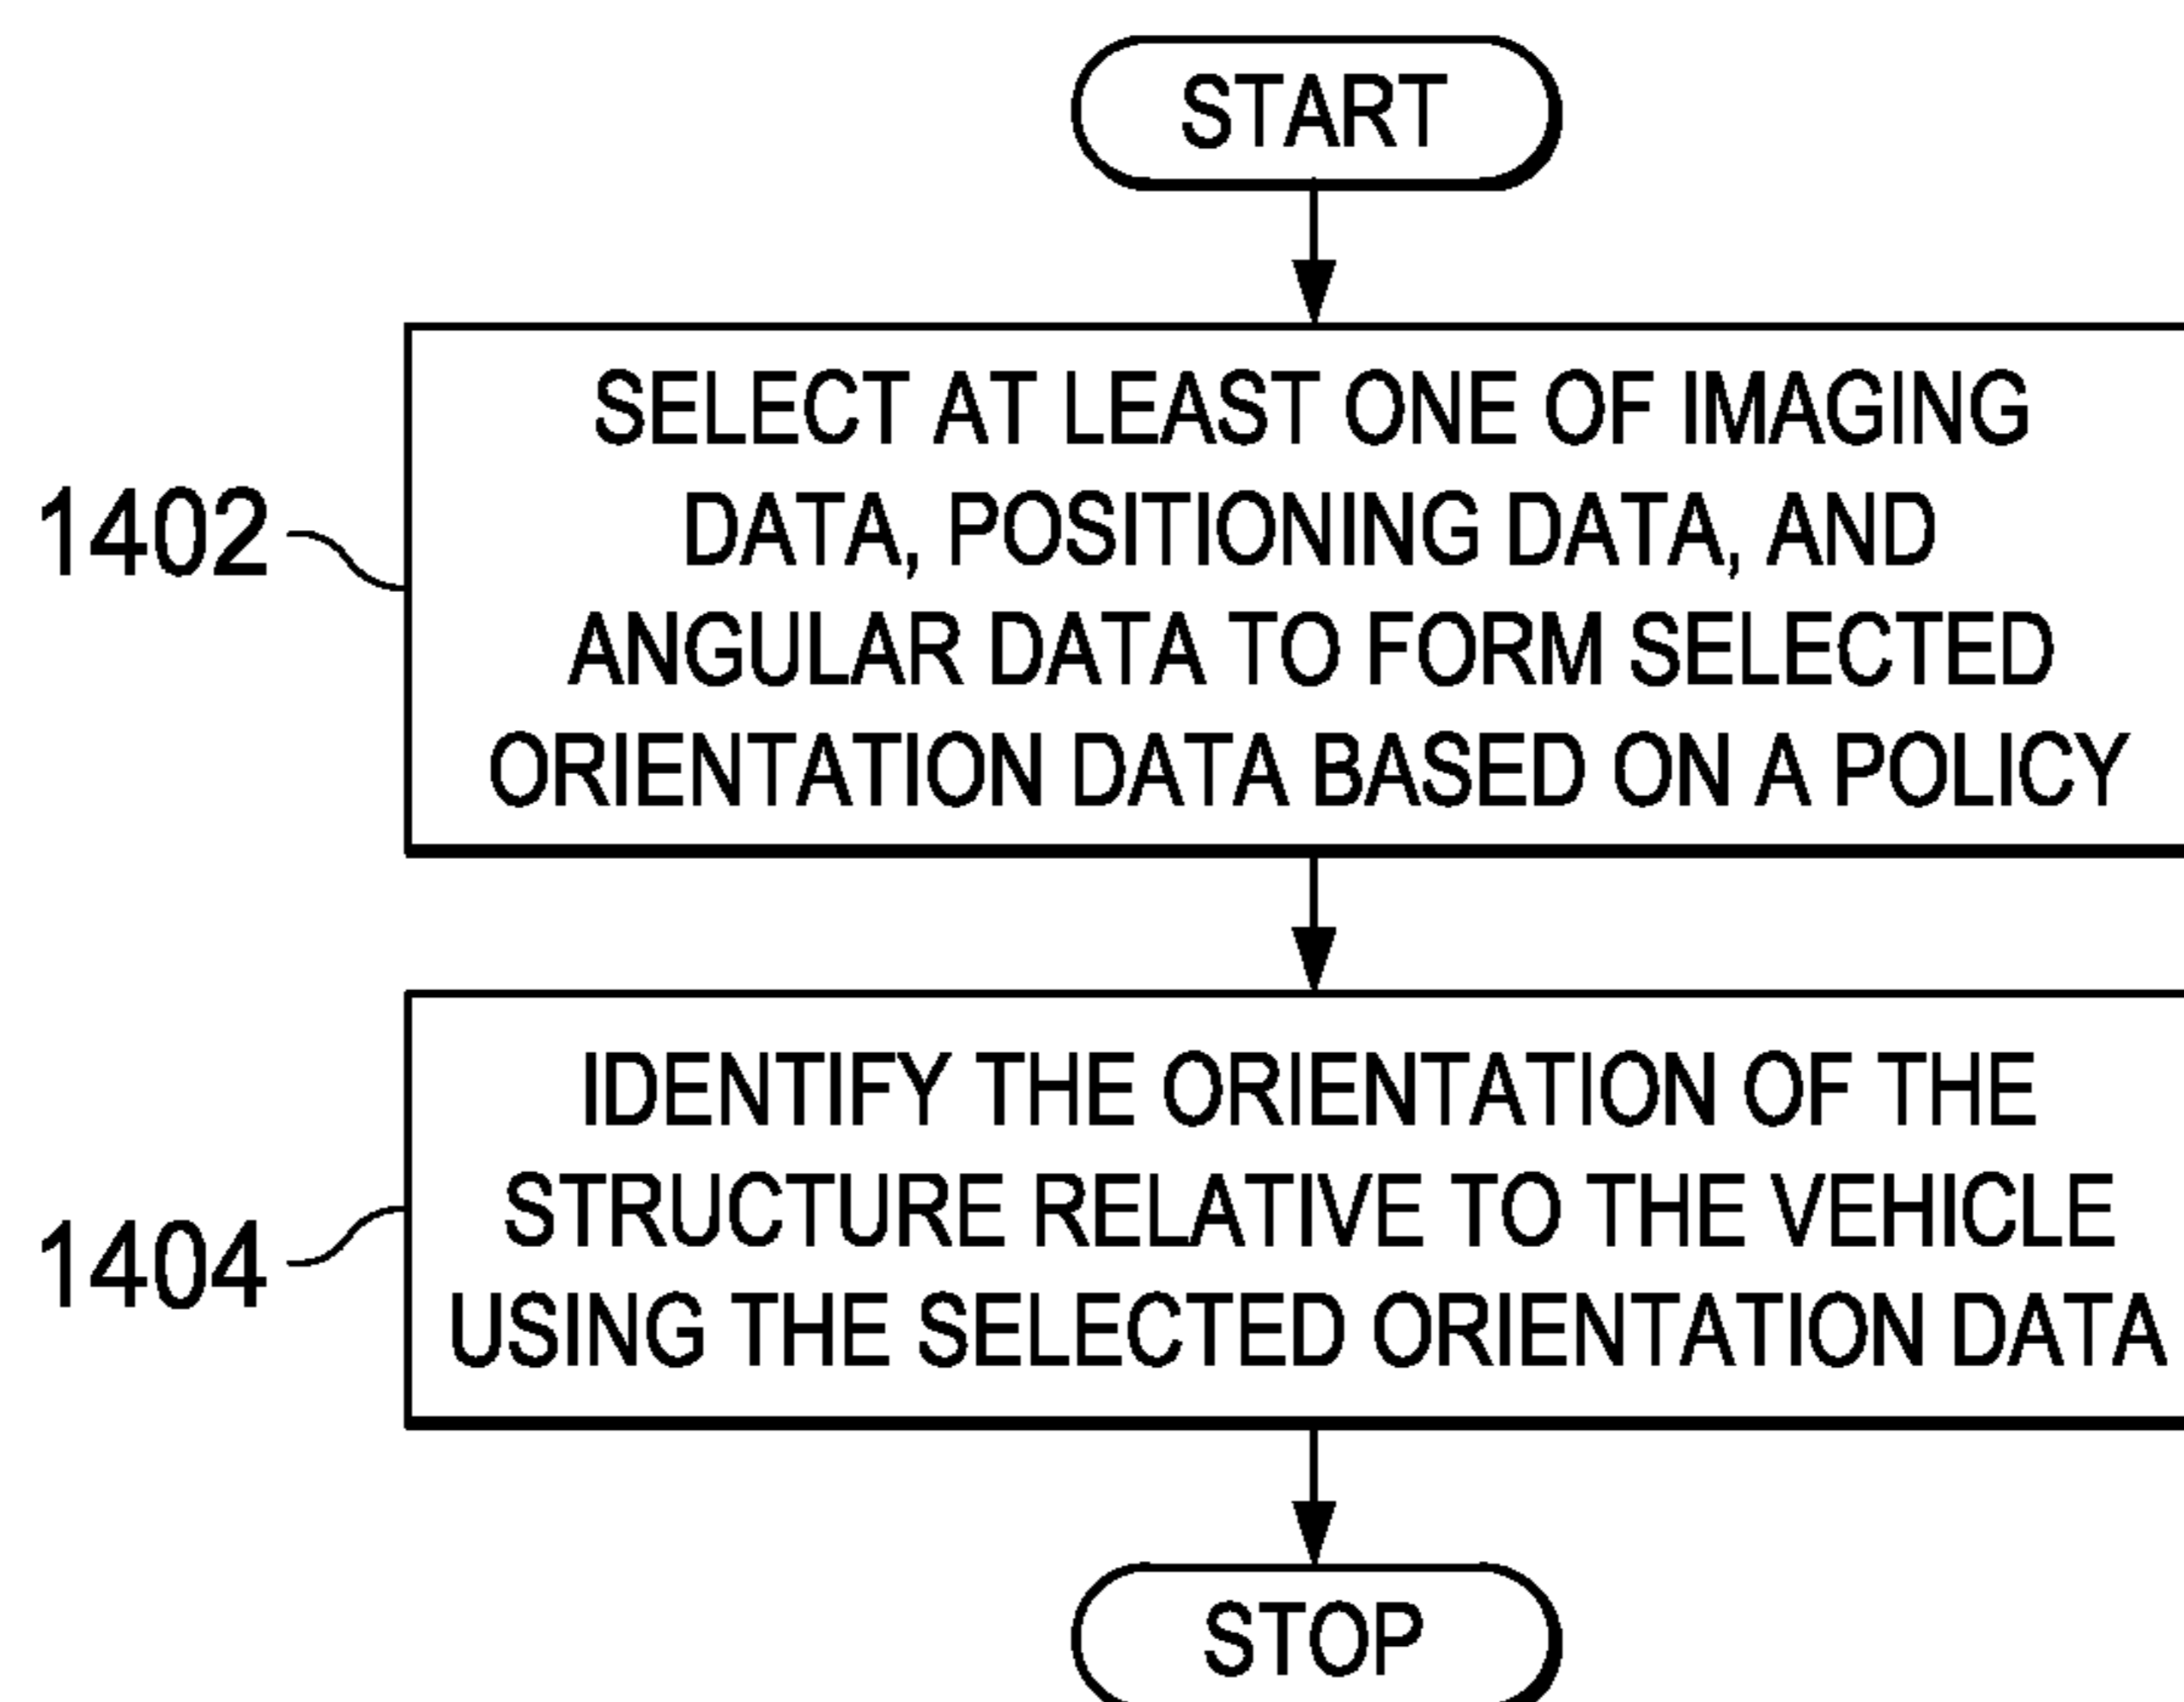 START
SELECT AT LEAST ONE OF IMAGING
DATA, POSITIONING DATA, AND
ANGULAR DATA TO FORM SELECTED
ORIENTATION DATA BASED ON A POLICY
1402
IDENTIFY THE ORIENTATION OF THE
STRUCTURE RELATIVE TO THE VEHICLE
USING THE SELECTED ORIENTATION DATA
1404
STOP